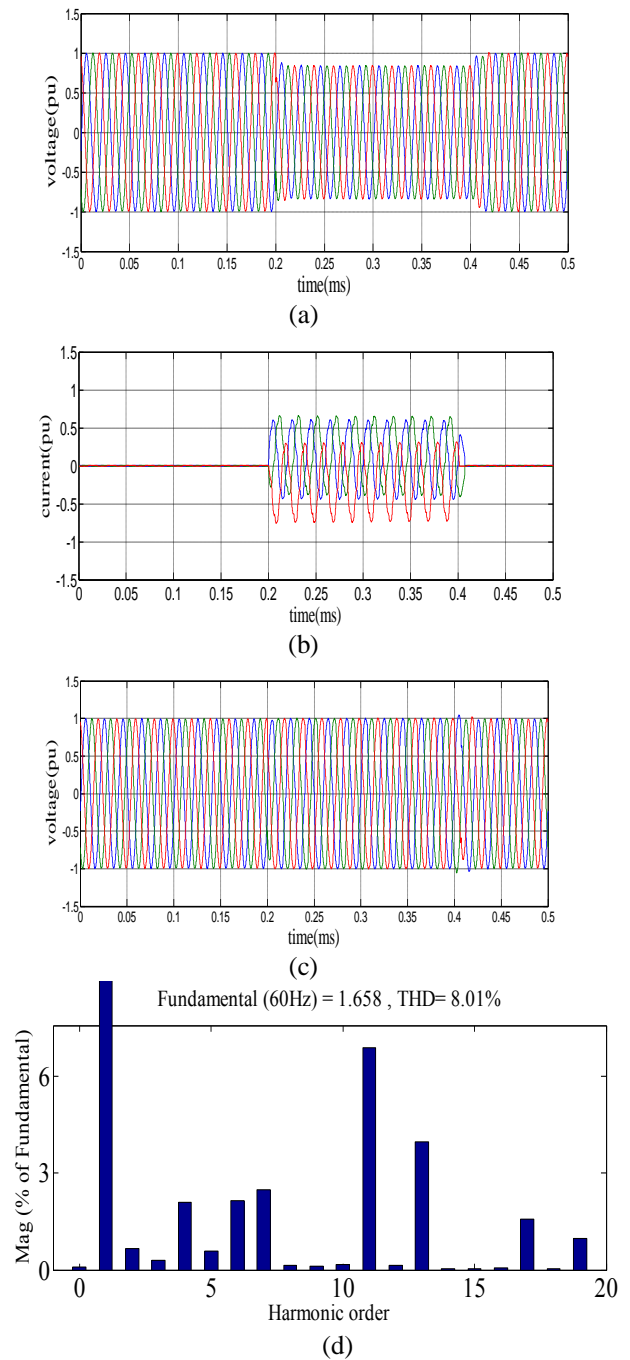 1.5
1
0.5
0
-0.5
-1
-1.5
voltage(pu)
0 0.05 0.1 0.15 0.2 0.25 0.3 0.35 0.4 0.45 0.5
time(ms)
(a)
1.5
1
0.5
0
-0.5
-1
-1.5
current(pu)
0 0.05 0.1 0.15 0.2 0.25 0.3 0.35 0.4 0.45 0.5
time(ms)
(b)
1.5
1
0.5
0
-0.5
-1
-1.5
voltage(pu)
0 0.05 0.1 0.15 0.2 0.25 0.3 0.35 0.4 0.45 0.5
time(ms)
(c)
Fundamental (60Hz) = 1.658 , THD= 8.01%
6
3
0
Mag (% of Fundamental)
0 5 10 15 20
Harmonic order
(d)